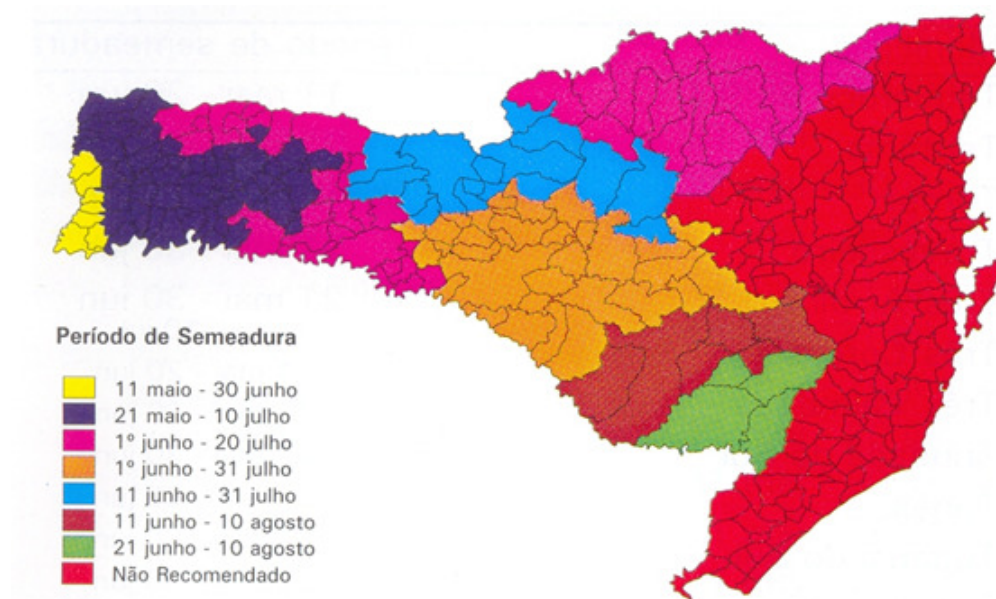 Período de Semeadura
11 maio - 30 junho
21 maio - 10 julho
1º junho - 20 julho
1º junho - 31 julho
11 junho - 31 julho
11 junho - 10 agosto
21 junho - 10 agosto
Não Recomendado